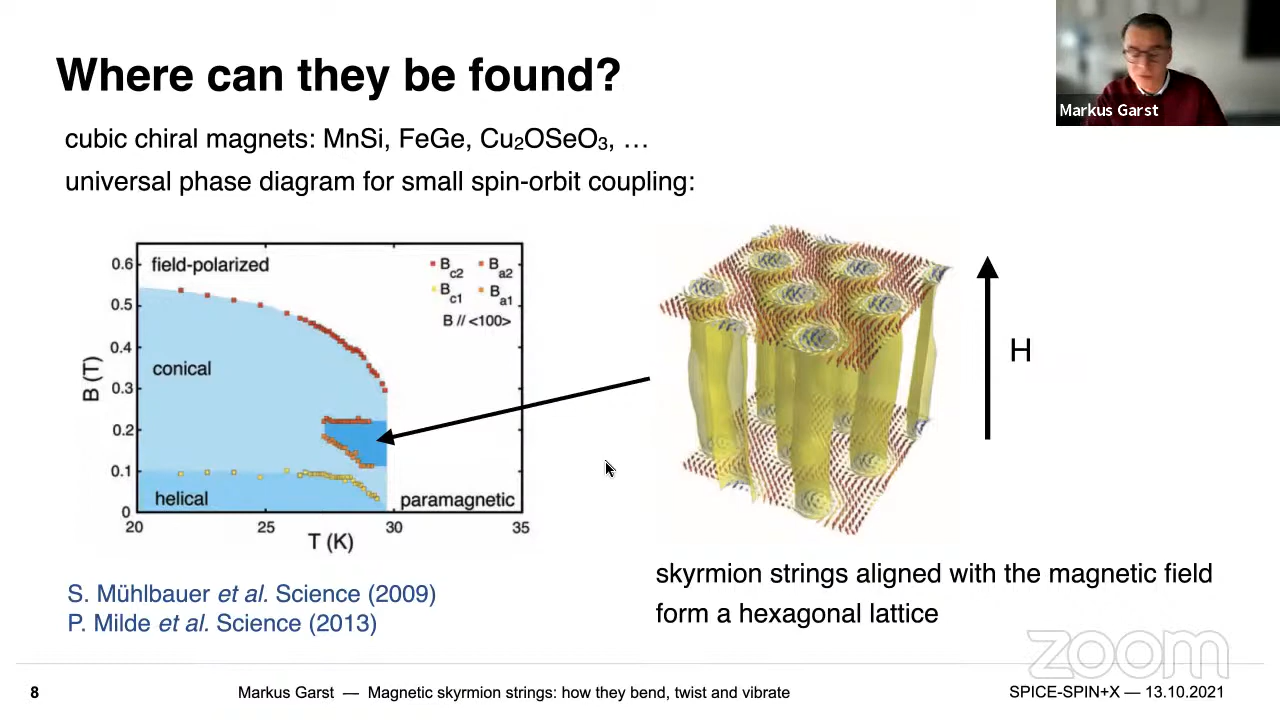 Where can they be found?
Markus Garst
cubic chiral magnets: MnSi, FeGe, Cu₂OSeO₃, …
universal phase diagram for small spin-orbit coupling:
field-polarized
conical
helical
paramagnetic
Bc2 Ba2
Bc1 Ba1
B // <100>
B (T)
0.6
0.5
0.4
0.3
0.2
0.1
0
20 25 30 35
T (K)
H
S. Mühlbauer et al. Science (2009)
P. Milde et al. Science (2013)
skyrmion strings aligned with the magnetic field
form a hexagonal lattice
zoom
8 Markus Garst — Magnetic skyrmion strings: how they bend, twist and vibrate SPICE-SPIN+X — 13.10.2021